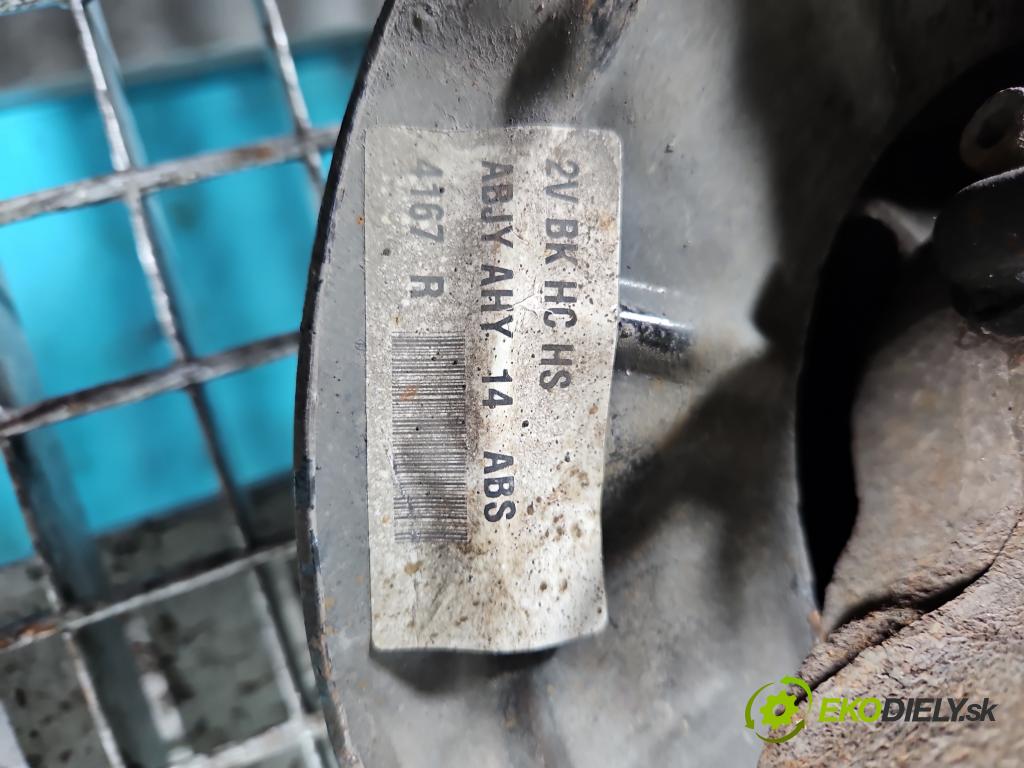 2V BK HC HS
ABJY AHY 14 ABS
4167 R
EKODIELY.sk